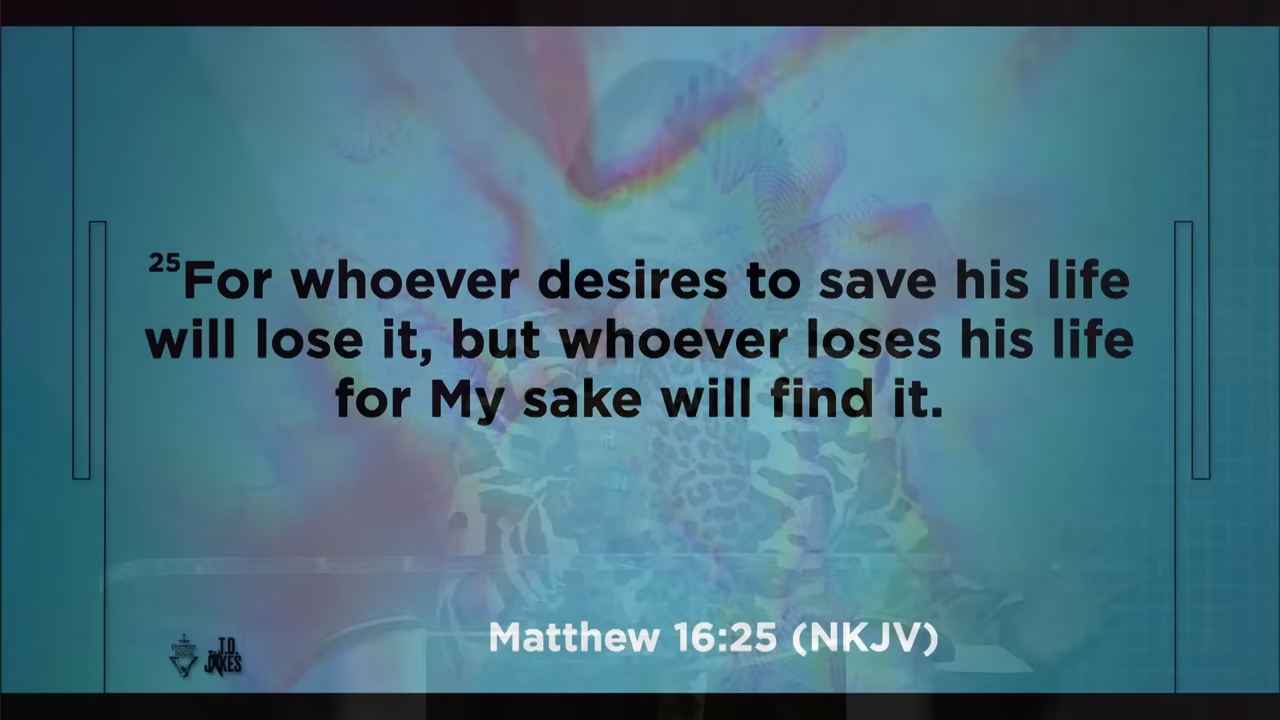 25For whoever desires to save his life
will lose it, but whoever loses his life
for My sake will find it.
Matthew 16:25 (NKJV)
T.D.
JAKES